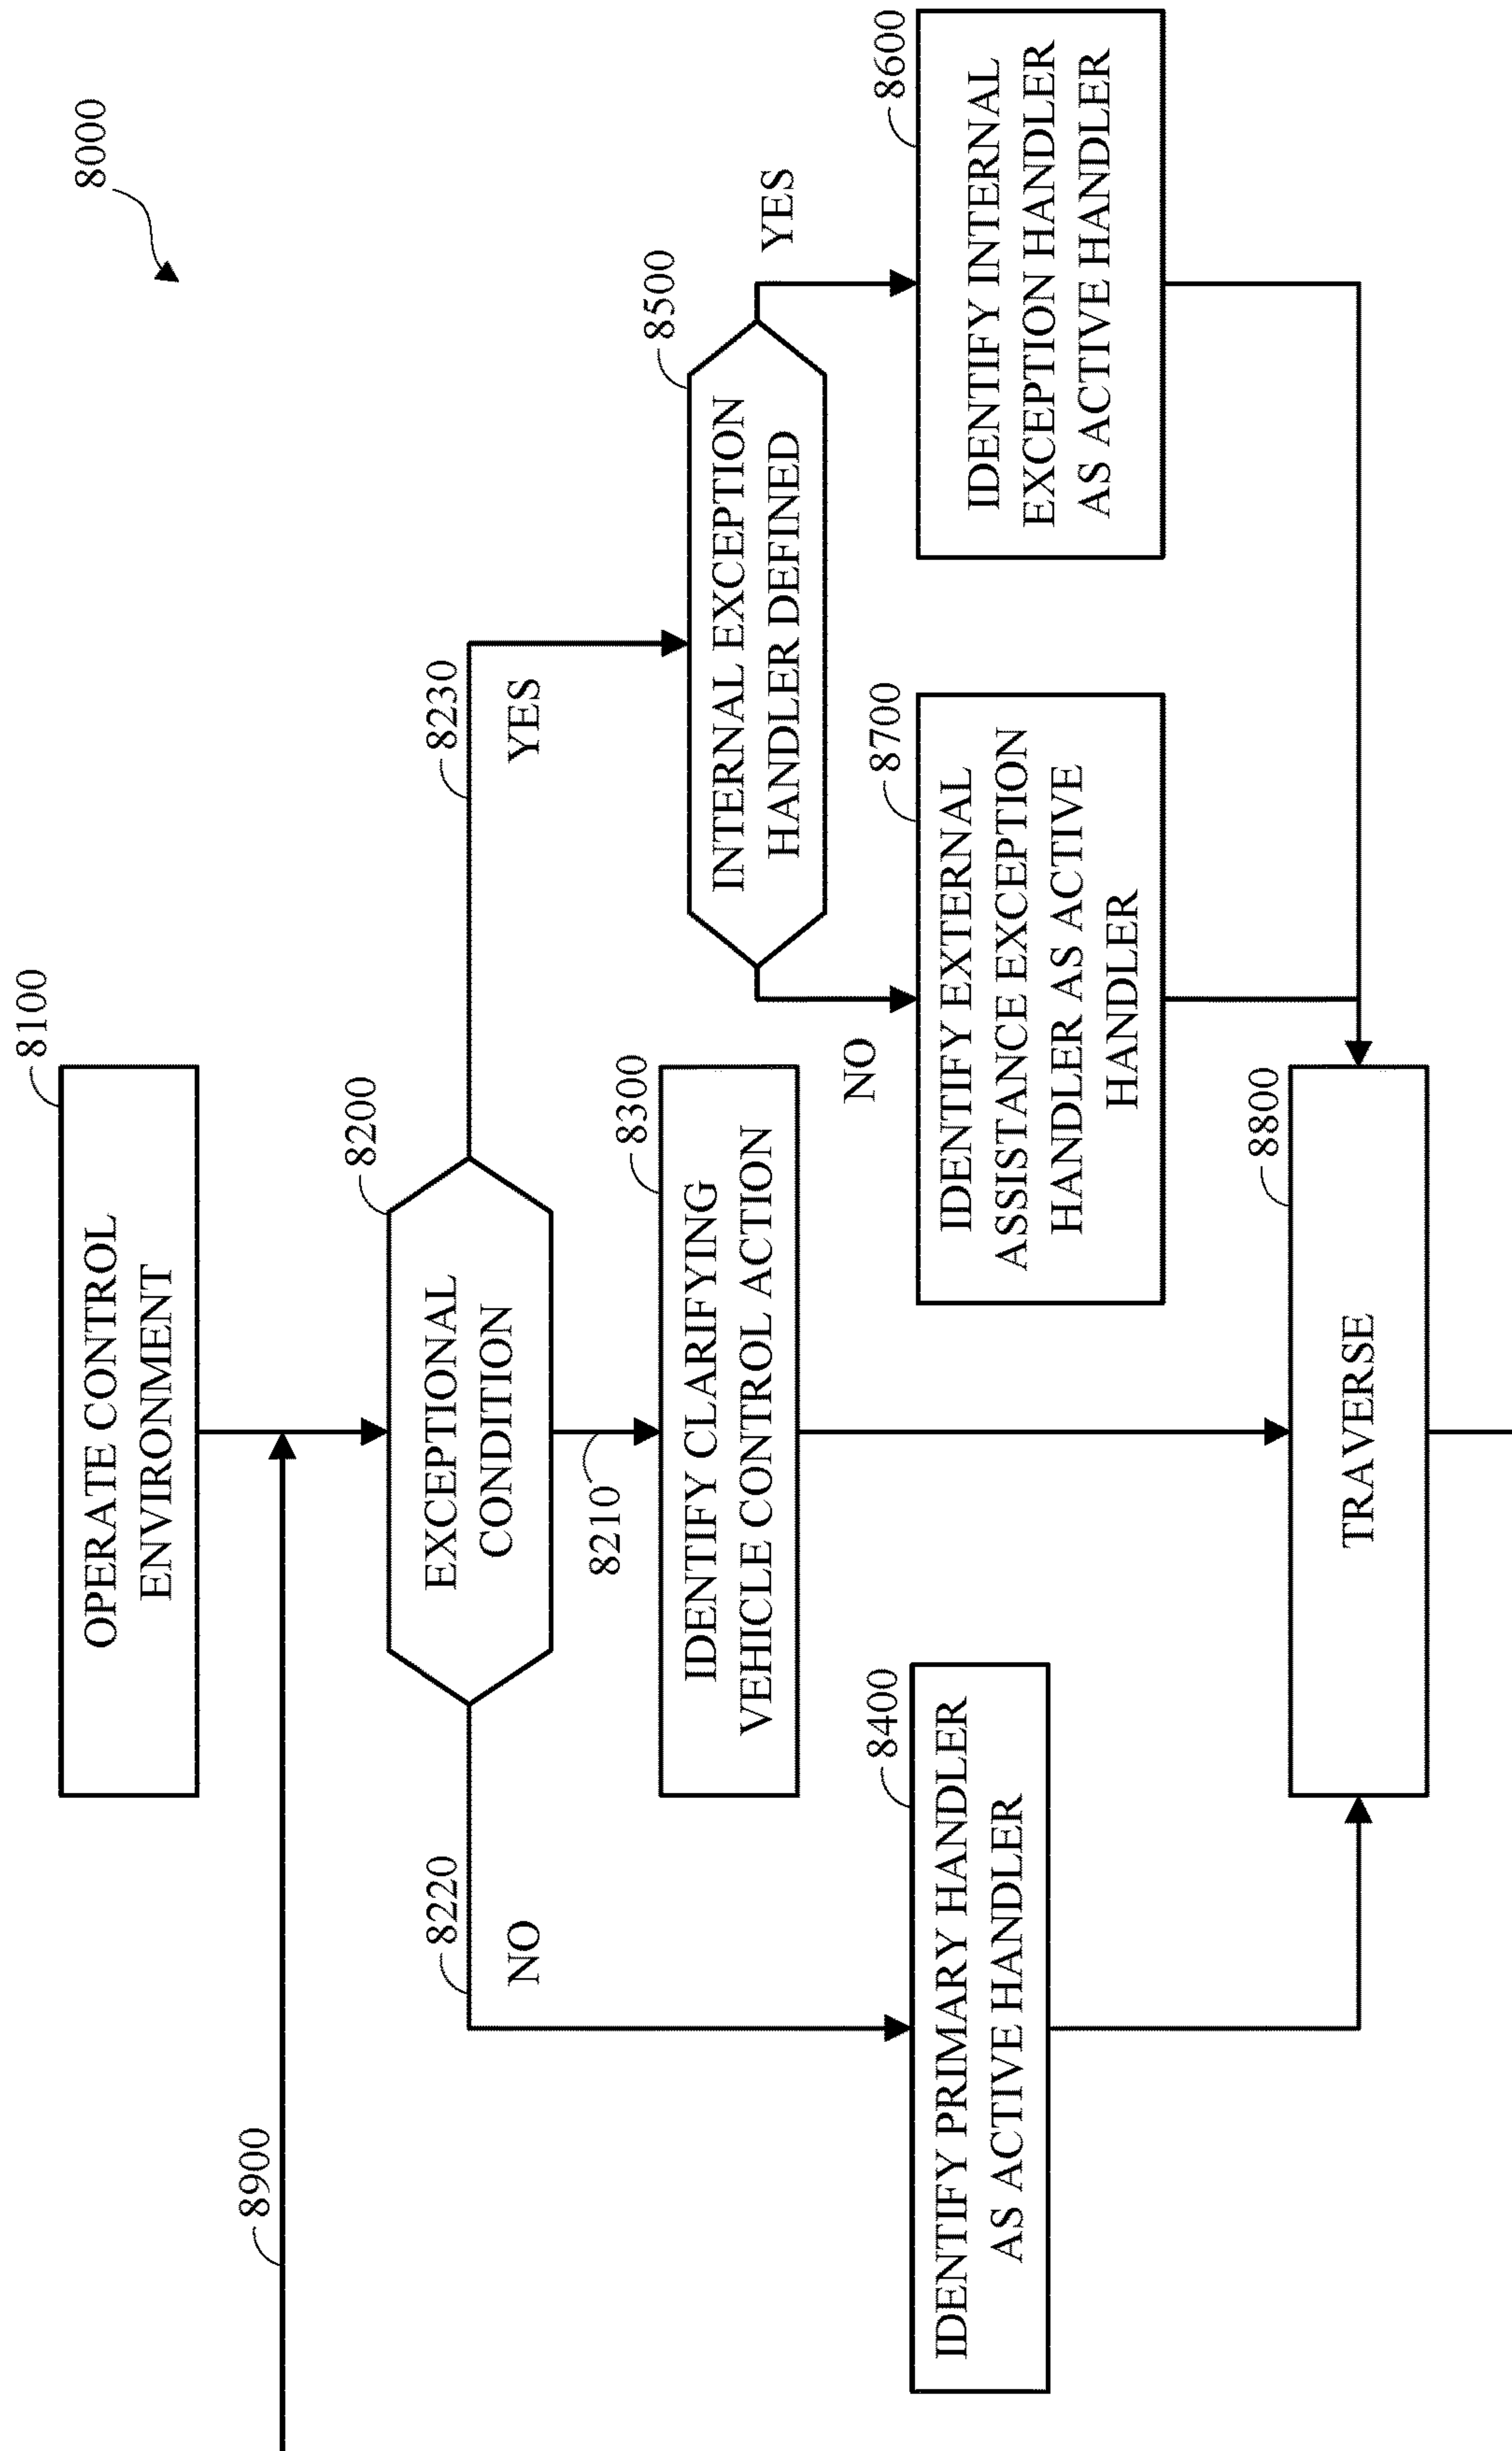 8000
8100
OPERATE CONTROL
ENVIRONMENT
8900
8200
EXCEPTIONAL
CONDITION
8220
NO
8210
8230
YES
8300
IDENTIFY CLARIFYING
VEHICLE CONTROL ACTION
8500
INTERNAL EXCEPTION
HANDLER DEFINED
NO
YES
8400
IDENTIFY PRIMARY HANDLER
AS ACTIVE HANDLER
8700
IDENTIFY EXTERNAL
ASSISTANCE EXCEPTION
HANDLER AS ACTIVE
HANDLER
8600
IDENTIFY INTERNAL
EXCEPTION HANDLER
AS ACTIVE HANDLER
8800
TRAVERSE